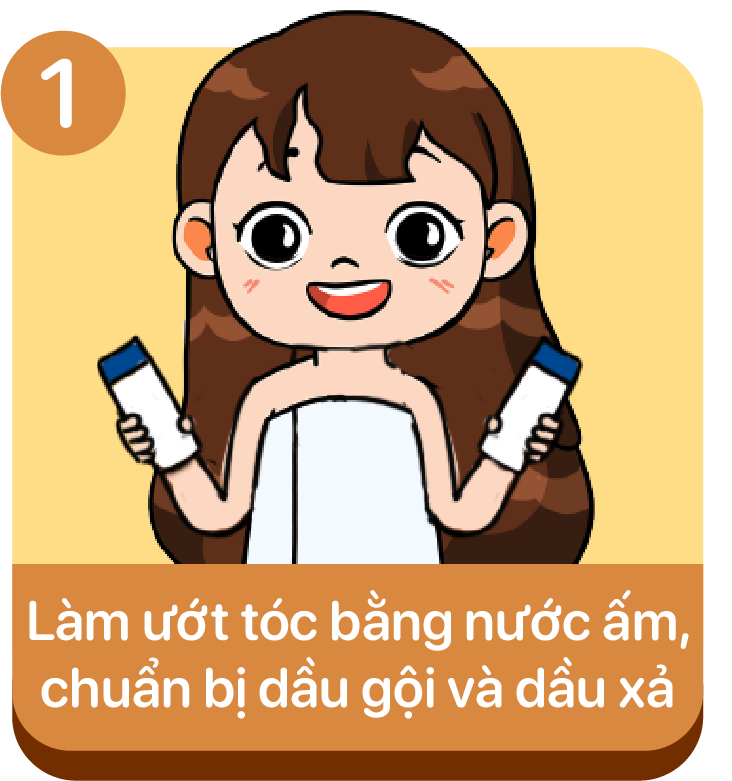 1
Làm ướt tóc bằng nước ấm,
chuẩn bị dầu gội và dầu xả